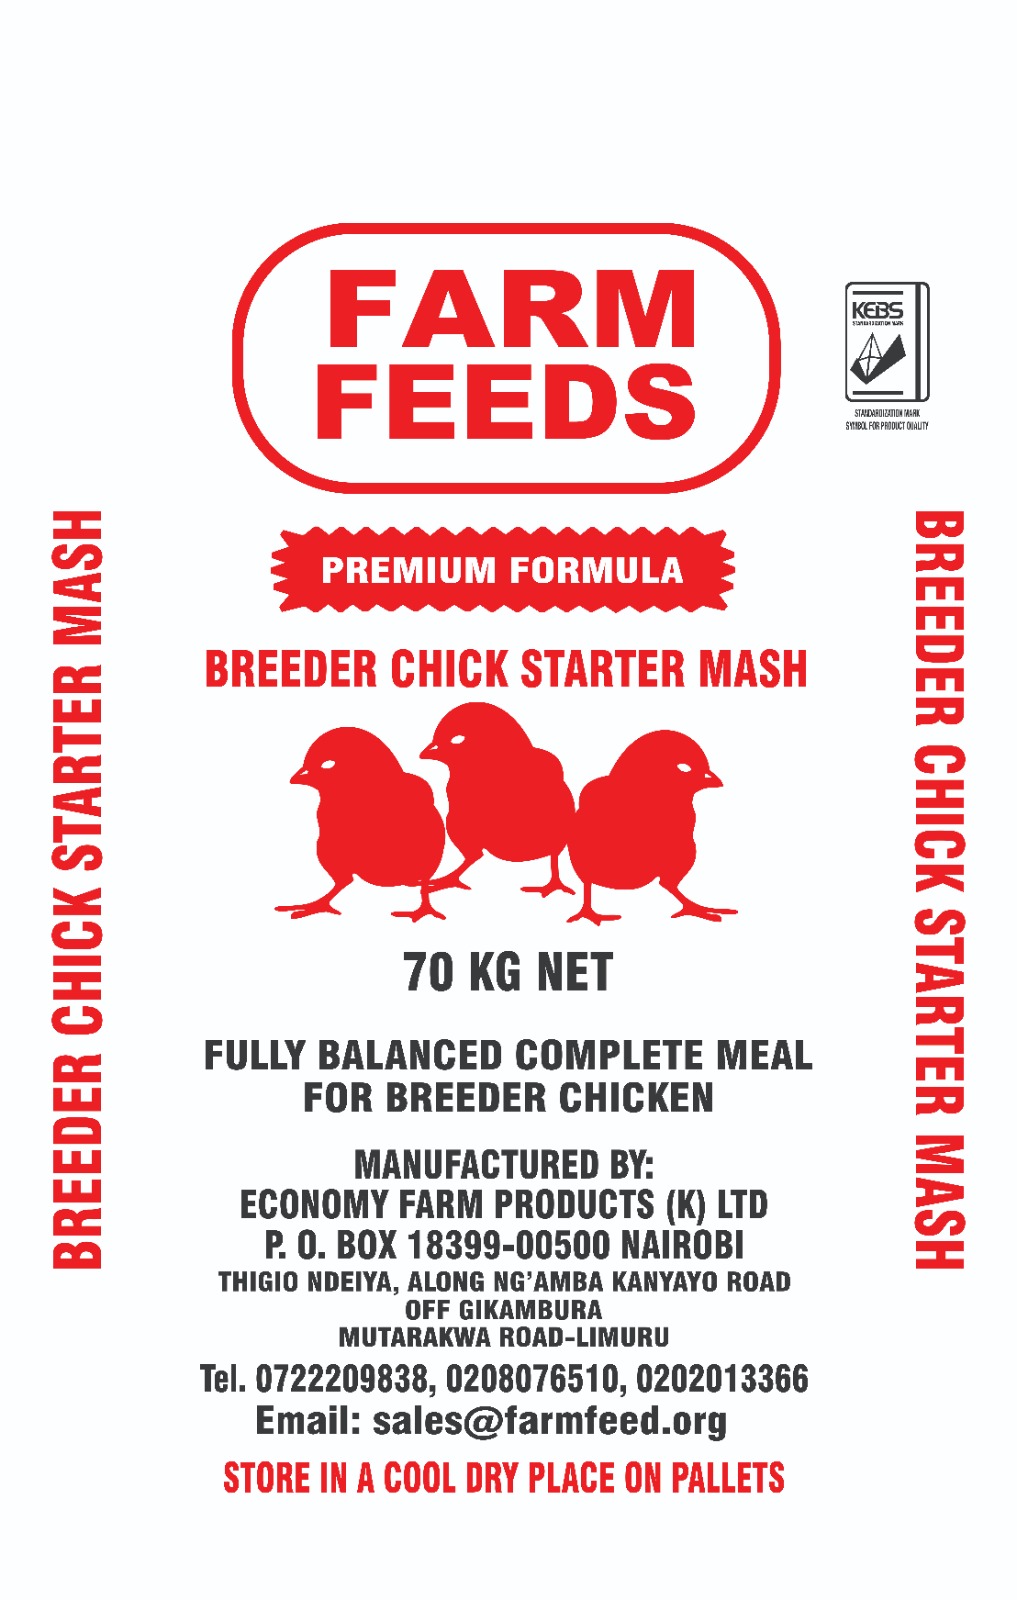 FARM
FEEDS
KEBS
STANDARDIZATION MARK
STANDARDIZATION MARK
SYMBOL FOR PRODUCT QUALITY
PREMIUM FORMULA
BREEDER CHICK STARTER MASH
BREEDER CHICK STARTER MASH
BREEDER CHICK STARTER MASH
70 KG NET
FULLY BALANCED COMPLETE MEAL
FOR BREEDER CHICKEN
MANUFACTURED BY:
ECONOMY FARM PRODUCTS (K) LTD
P. O. BOX 18399-00500 NAIROBI
THIGIO NDEIYA, ALONG NG'AMBA KANYAYO ROAD
OFF GIKAMBURA
MUTARAKWA ROAD-LIMURU
Tel. 0722209838, 0208076510, 0202013366
Email: sales@farmfeed.org
STORE IN A COOL DRY PLACE ON PALLETS